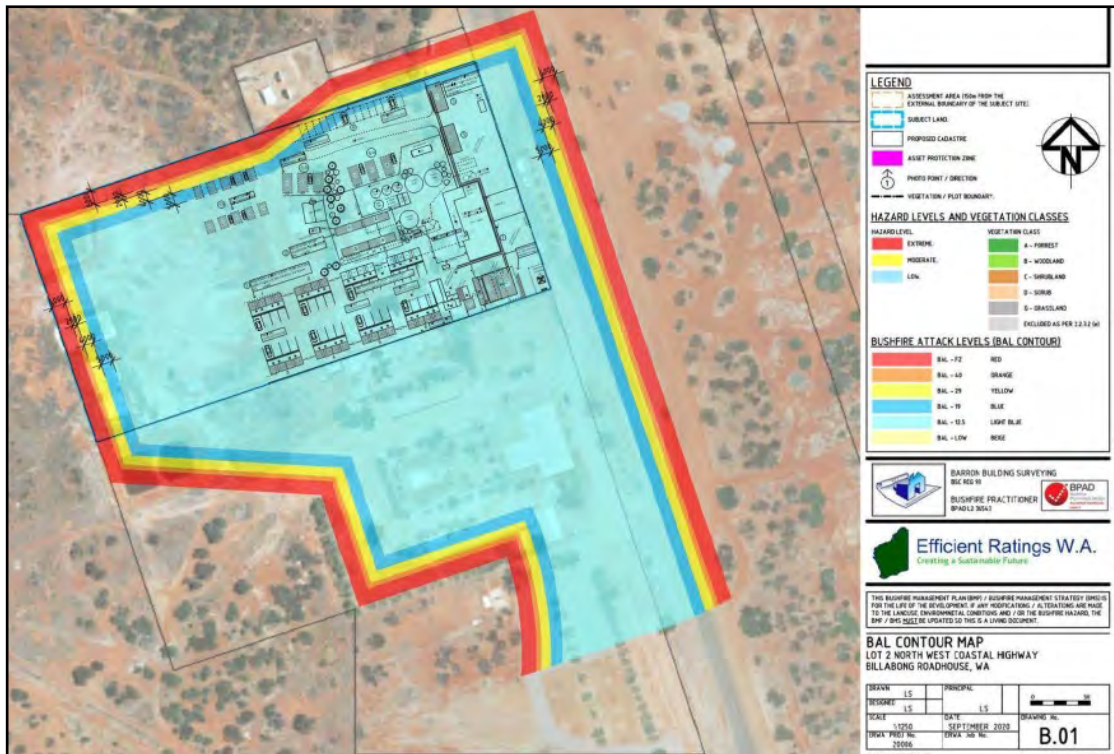 LEGEND
ASSESSMENT AREA (150m FROM THE
EXTERNAL BOUNDARY OF THE SUBJECT SITE)
SUBJECT LAND.
PROPOSED CADASTRE
ASSET PROTECTION ZONE
1
PHOTO POINT / DIRECTION
VEGETATION / PLOT BOUNDARY.
N
HAZARD LEVELS AND VEGETATION CLASSES
HAZARD LEVEL
EXTREME.
MODERATE.
LOW.
VEGETATION CLASS
A - FORREST
B - WOODLAND
C - SHRUBLAND
D - SCRUB
G - GRASSLAND
EXCLUDED AS PER 2.2.3.2 (a)
BUSHFIRE ATTACK LEVELS (BAL CONTOUR)
BAL - FZ RED
BAL - 40 ORANGE
BAL - 29 YELLOW
BAL - 19 BLUE
BAL - 12.5 LIGHT BLUE
BAL - LOW BEIGE
BARRON BUILDING SURVEYING
BUSHFIRE PRACTITIONER
BPAD
Efficient Ratings W.A.
Creating a Sustainable Future
THIS BUSHFIRE MANAGEMENT PLAN (BMP) / BUSHFIRE MANAGEMENT STRATEGY (BMS) IS
FOR THE LIFE OF THE DEVELOPMENT. IF ANY MODIFICATIONS / ALTERATIONS ARE MADE
TO THE LANDUSE, ENVIRONMETAL CONDITIONS AND / OR THE BUSHFIRE HAZARD, THE
BMP / BMS MUST BE UPDATED SO THIS IS A LIVING DOCUMENT.
BAL CONTOUR MAP
LOT 2 NORTH WEST COASTAL HIGHWAY
BILLABONG ROADHOUSE, WA
DRAWN LS
PRINCIPAL LS
DESIGNED LS
0 50
SCALE 1:1250
DATE SEPTEMBER 2020
DRAWING No.
ERWA PROJ No. 20086
ERWA Job No.
B.01